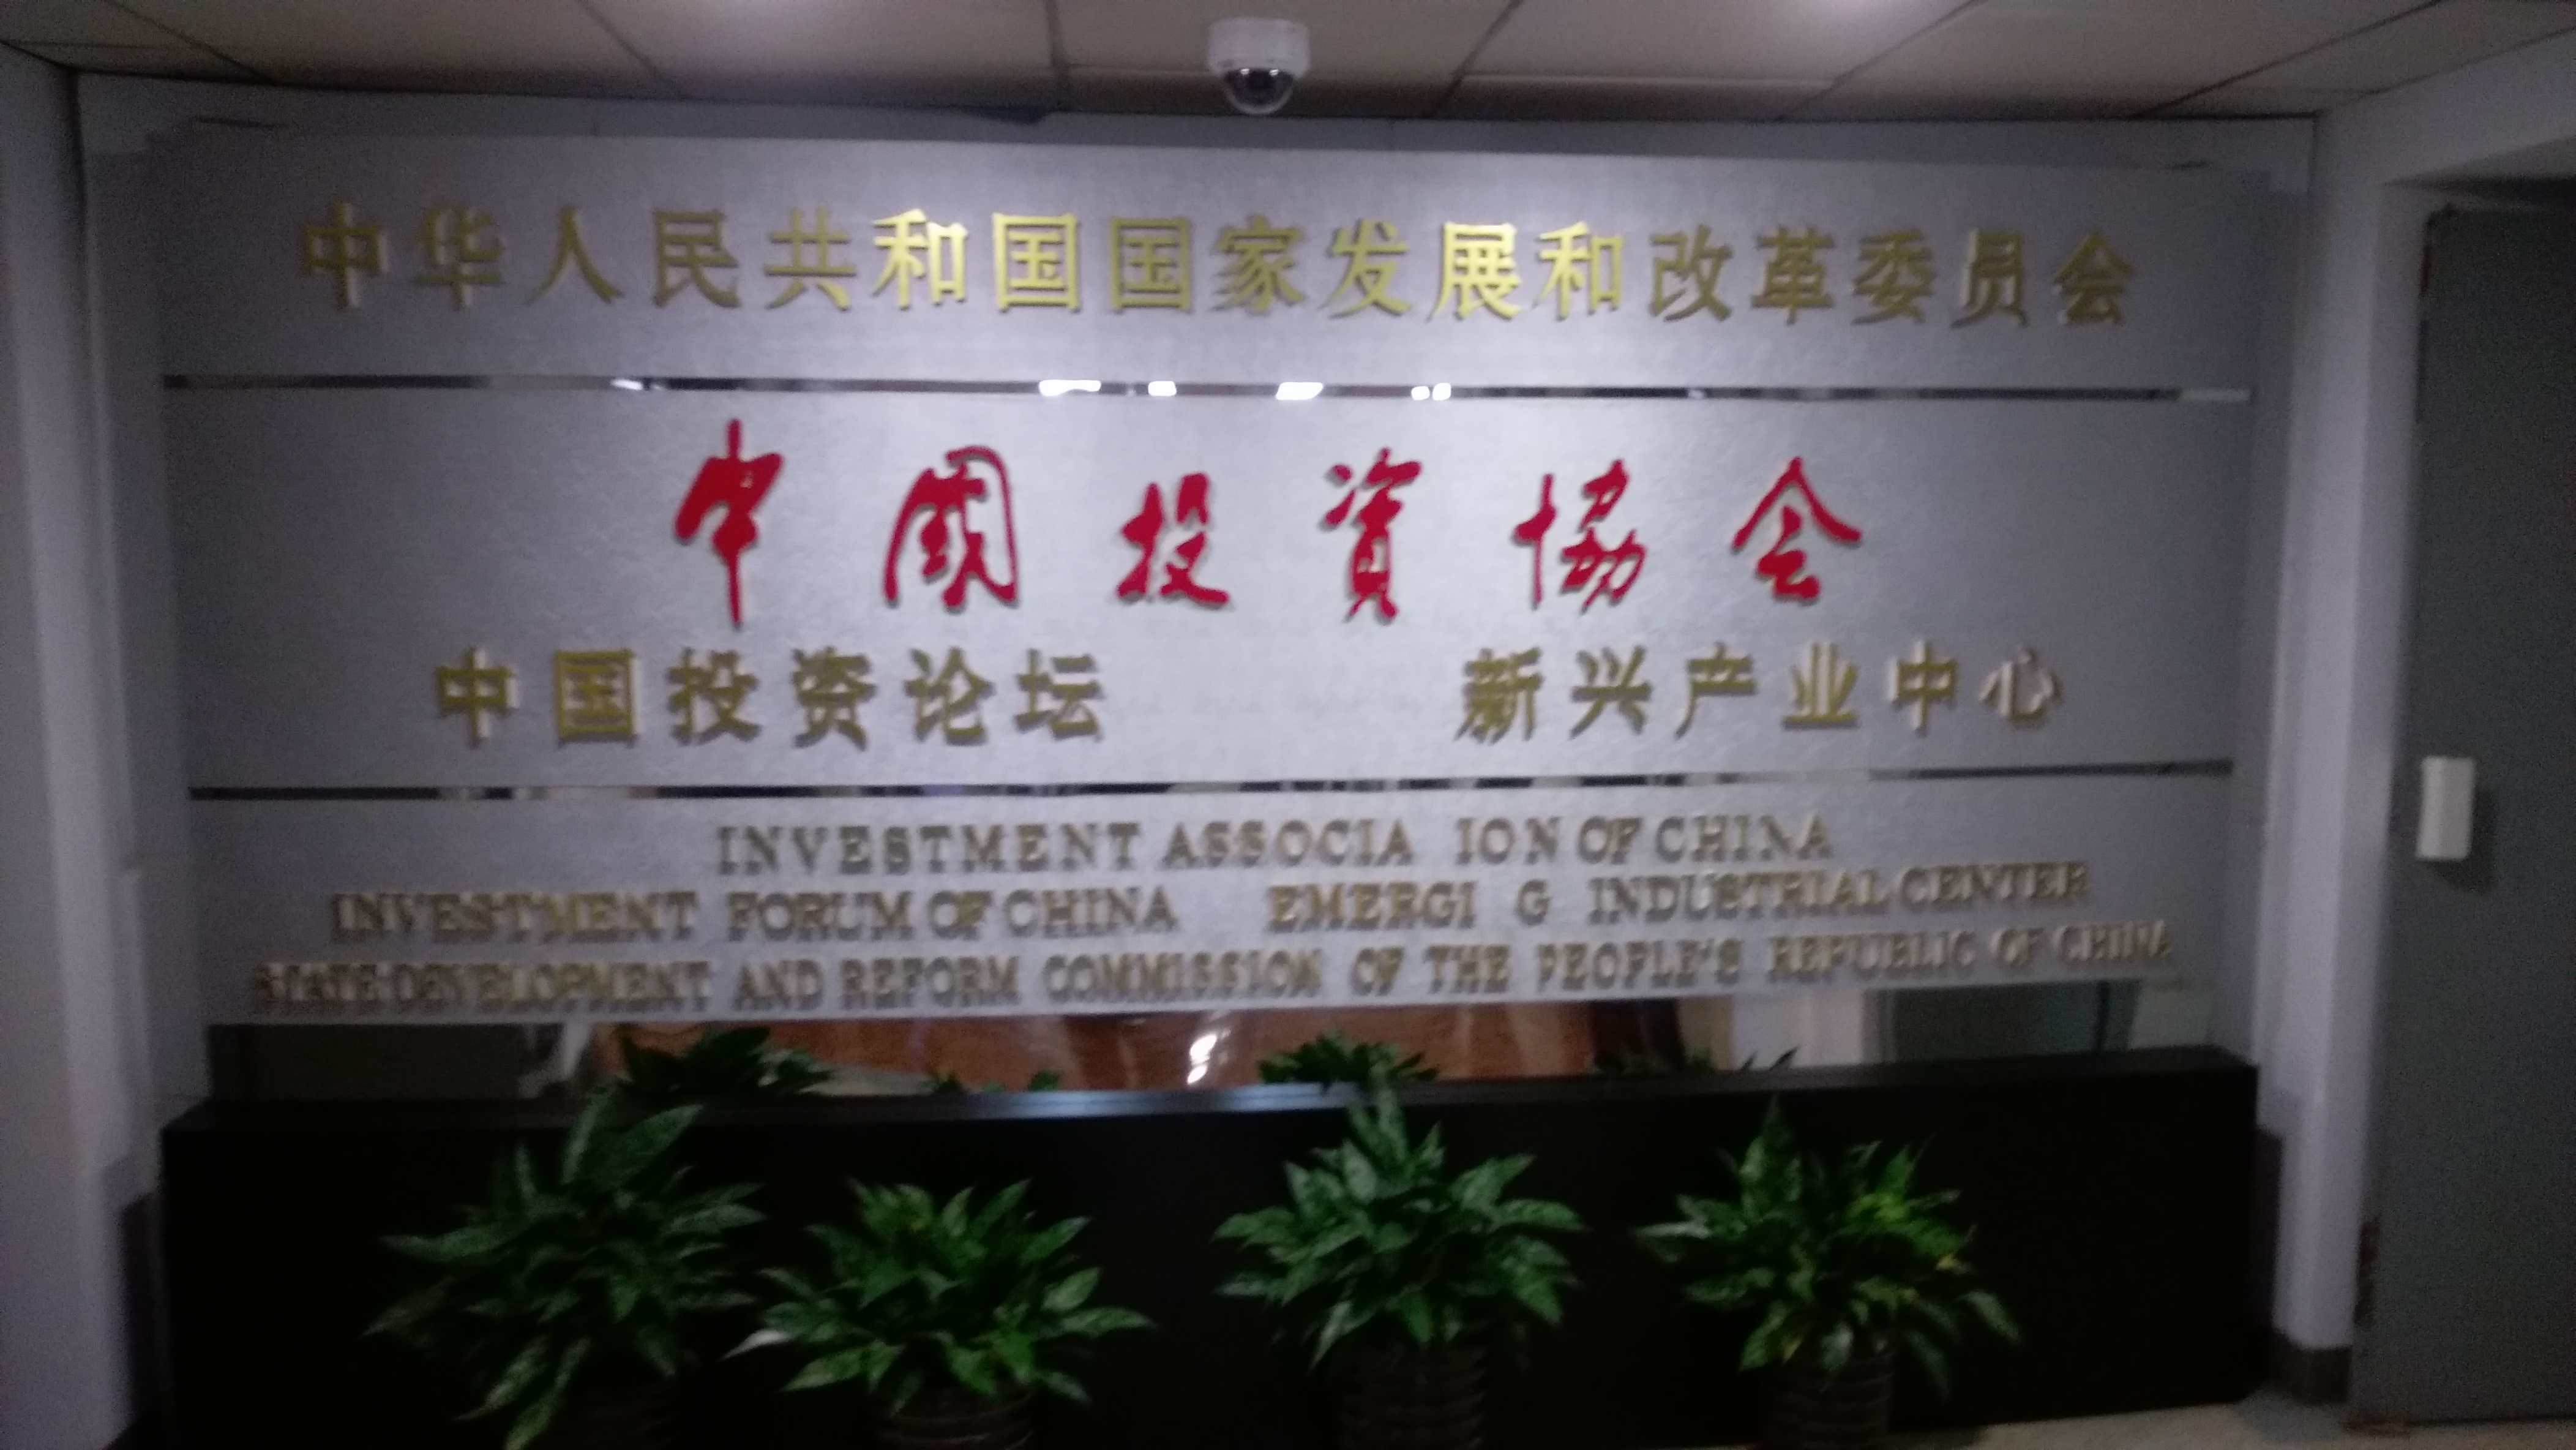 中华人民共和国国家发展和改革委员会
中國投資協会
中国投资论坛 新兴产业中心
INVESTMENT ASSOCIA ION OF CHINA
INVESTMENT FORUM OF CHINA EMERGI G INDUSTRIAL CENTER
STATE DEVELOPMENT AND REFORM COMMISSION OF THE PEOPLE'S REPUBLIC OF CHINA